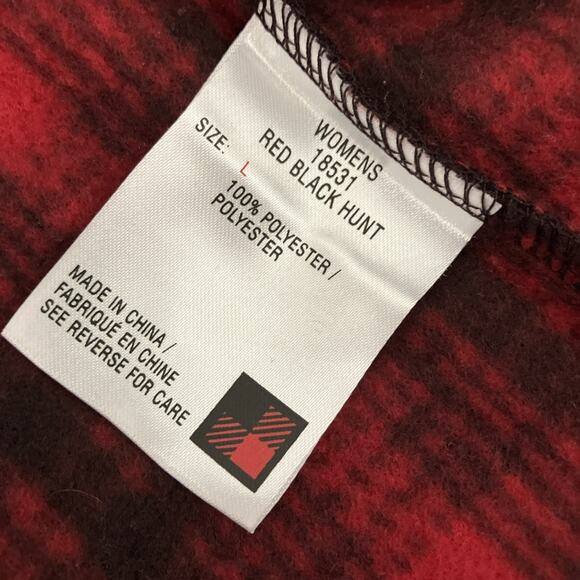 WOMENS
18531
RED BLACK HUNT
SIZE: L
100% POLYESTER /
POLYESTER
MADE IN CHINA /
FABRIQUÉ EN CHINE
SEE REVERSE FOR CARE